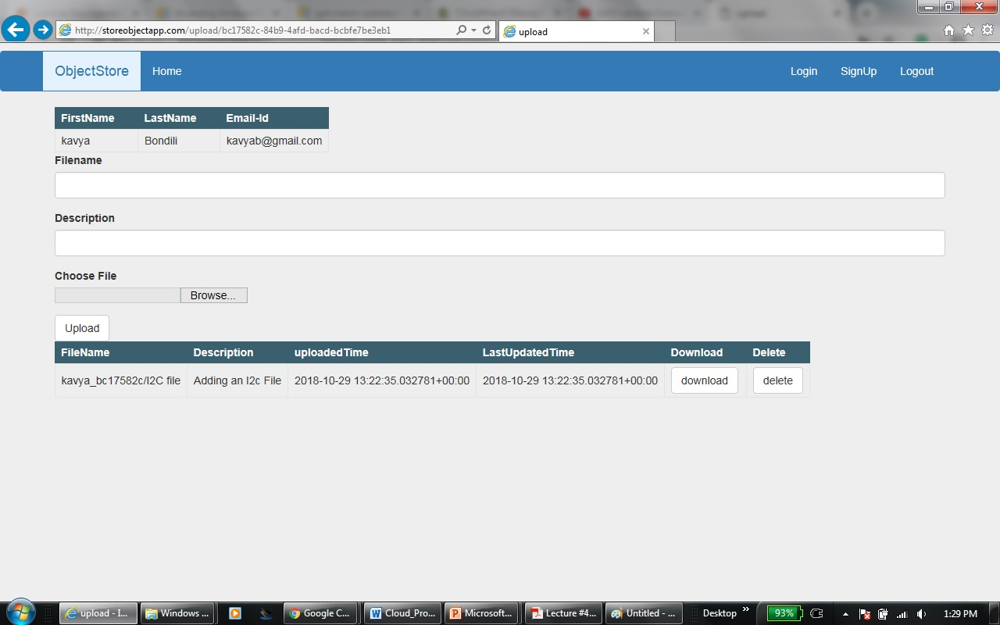 http://storeobjectapp.com/upload/bc17582c-84b9-4afd-bacd-bcbfe7be3eb1 upload
ObjectStore Home Login SignUp Logout
FirstName LastName Email-Id
kavya Bondili kavyab@gmail.com
Filename
Description
Choose File
Browse...
Upload
FileName Description uploadedTime LastUpdatedTime Download Delete
kavya_bc17582c/I2C file Adding an I2c File 2018-10-29 13:22:35.032781+00:00 2018-10-29 13:22:35.032781+00:00 download delete
upload - I... Windows ... Google C... Cloud_Pro... Microsoft... Lecture #4... Untitled - ... Desktop » 93% 1:29 PM